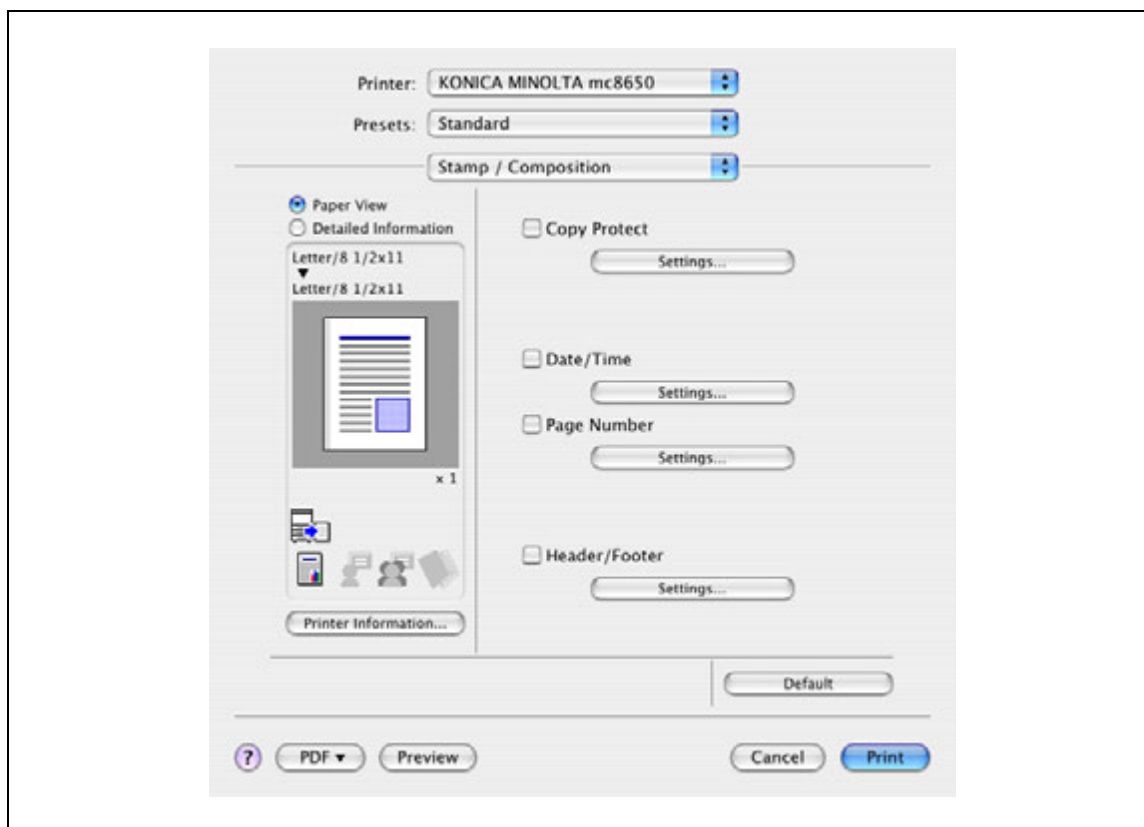 Printer: KONICA MINOLTA mc8650
Presets: Standard
Stamp / Composition
Paper View
Detailed Information
Letter/8 1/2x11
Letter/8 1/2x11
x 1
Printer Information...
Copy Protect
Settings...
Date/Time
Settings...
Page Number
Settings...
Header/Footer
Settings...
Default
? PDF Preview Cancel Print